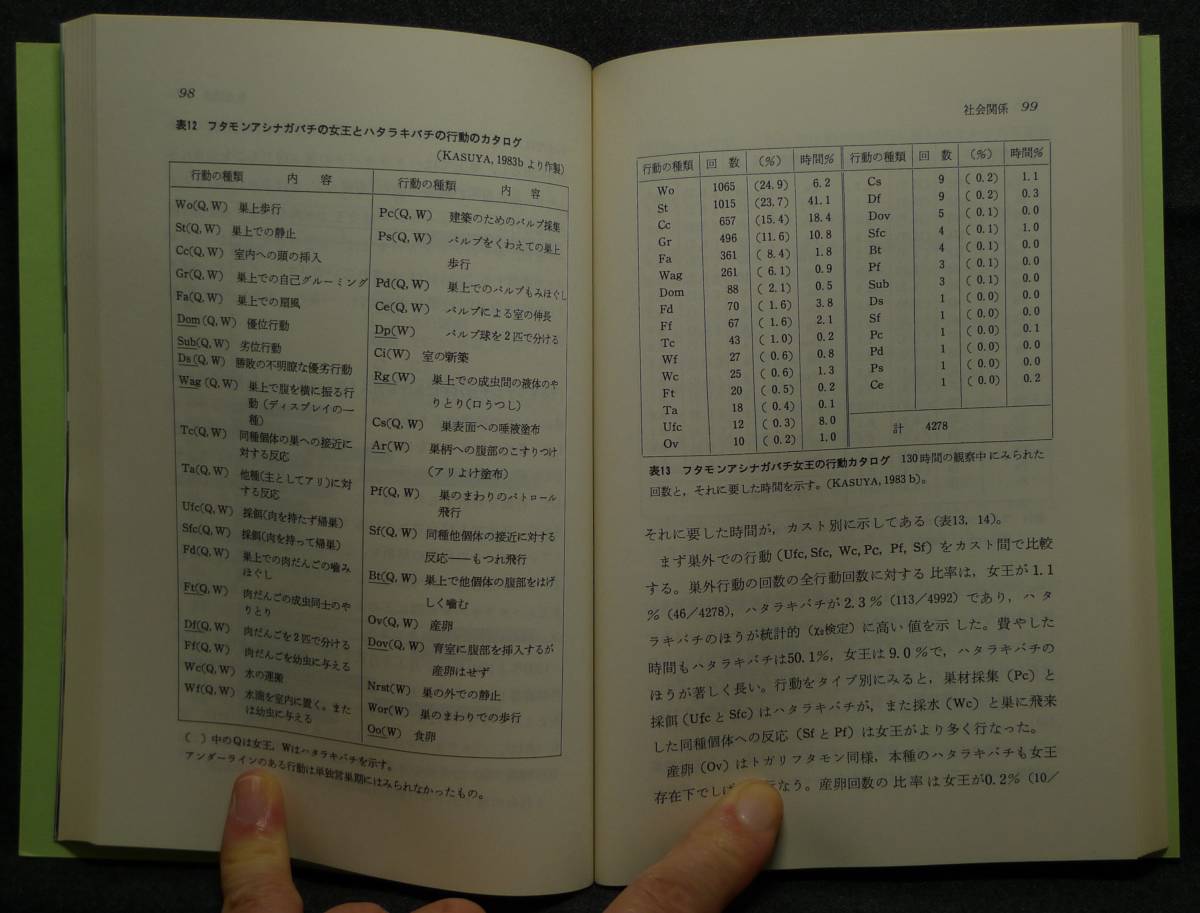 98
表12 フタモンアシナガバチの女王とハタラキバチの行動のカタログ
(KASUYA, 1983b より作製)
行動の種類 内 容
Wo(Q, W) 巣上歩行
St(Q, W) 巣上での静止
Cc(Q, W) 室内への頭の挿入
Gr(Q, W) 巣上での自己グルーミング
Fa(Q, W) 巣上での扇風
Dom(Q, W) 優位行動
Sub(Q, W) 劣位行動
Ds(Q, W) 勝敗の不明瞭な優劣行動
Wag(Q, W) 巣上で腹を横に振る行
動(ディスプレイの一
種)
Tc(Q, W) 同種個体の巣への接近に
対する反応
Ta(Q, W) 他種(主としてアリ)に対
する反応
Ufc(Q, W) 採餌(肉を持たず帰巣)
Sfc(Q, W) 採餌(肉を持って帰巣)
Fd(Q, W) 巣上での肉だんごの噛み
ほぐし
Ft(Q, W) 肉だんごの成虫同士のや
りとり
Df(Q, W) 肉だんごを2匹で分ける
Ff(Q, W) 肉だんごを幼虫に与える
Wc(Q, W) 水の運搬
Wf(Q, W) 水滴を室内に置く。また
は幼虫に与える
行動の種類 内 容
Pc(Q, W) 建築のためのパルプ採集
Ps(Q, W) パルプをくわえての巣上
歩行
Pd(Q, W) 巣上でのパルプもみほぐし
Ce(Q, W) パルプによる室の伸長
Dp(W) パルプ球を2匹で分ける
Ci(W) 室の新築
Rg(W) 巣上での成虫間の液体のや
りとり(口うつし)
Cs(Q, W) 巣表面への唾液塗布
Ar(W) 巣柄への腹部のこすりつけ
(アリよけ塗布)
Pf(Q, W) 巣のまわりのパトロール
飛行
Sf(Q, W) 同種他個体の接近に対する
反応——もつれ飛行
Bt(Q, W) 巣上で他個体の腹部をはげ
しく噛む
Ov(Q, W) 産卵
Dov(Q, W) 育室に腹部を挿入するが
産卵はせず
Nrst(W) 巣の外での静止
Wor(W) 巣のまわりでの歩行
Oo(W) 食卵
( )中のQは女王, Wはハタラキバチを示す。
アンダーラインのある行動は単独営巣期にはみられなかったもの。
社会関係 99
行動の種類 回 数 (%) 時間%
Wo 1065 (24.9) 6.2
St 1015 (23.7) 41.1
Cc 657 (15.4) 18.4
Gr 496 (11.6) 10.8
Fa 361 ( 8.4) 1.8
Wag 261 ( 6.1) 0.9
Dom 88 ( 2.1) 0.5
Fd 70 ( 1.6) 3.8
Ff 67 ( 1.6) 2.1
Tc 43 ( 1.0) 0.2
Wf 27 ( 0.6) 0.8
Wc 25 ( 0.6) 1.3
Ft 20 ( 0.5) 0.2
Ta 18 ( 0.4) 0.1
Ufc 12 ( 0.3) 8.0
Ov 10 ( 0.2) 1.0
行動の種類 回 数 (%) 時間%
Cs 9 ( 0.2) 1.1
Df 9 ( 0.2) 0.3
Dov 5 ( 0.1) 0.0
Sfc 4 ( 0.1) 1.0
Bt 4 ( 0.1) 0.0
Pf 3 ( 0.1) 0.0
Sub 3 ( 0.1) 0.0
Ds 1 ( 0.0) 0.0
Sf 1 ( 0.0) 0.0
Pc 1 ( 0.0) 0.1
Pd 1 ( 0.0) 0.0
Ps 1 ( 0.0) 0.0
Ce 1 ( 0.0) 0.2
計 4278
表13 フタモンアシナガバチ女王の行動カタログ 130時間の観察中にみられた
回数と, それに要した時間を示す。(KASUYA, 1983 b)。
それに要した時間が, カスト別に示してある (表13, 14)。
まず巣外での行動 (Ufc, Sfc, Wc, Pc, Pf, Sf) をカスト間で比較
する。巣外行動の回数の全行動回数に対する 比率は, 女王が 1.1
% (46/4278), ハタラキバチが 2.3 % (113/4992) であり, ハタ
ラキバチのほうが統計的 (χ₂検定) に高い 値を示 した。費やした
時間もハタラキバチは50.1%, 女王は 9.0 %で, ハタラキバチの
ほうが著しく長い。行動をタイプ別にみると, 巣材採集 (Pc) と
採餌 (Ufc と Sfc) はハタラキバチが, また採水 (Wc) と巣に飛来
した同種個体への反応 (Sf と Pf) は女王がより多く行なった。
産卵 (Ov) はトガリフタモン同様, 本種のハタラキバチも女王
存在下でしば なう。産卵回数の 比率 は 女王が0.2% (10/